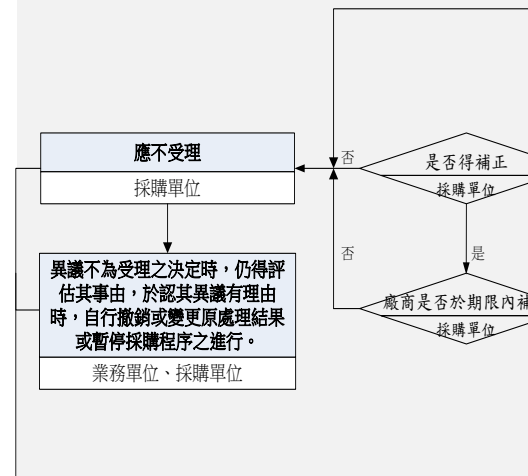 應不受理
採購單位
否
是否得補正
採購單位
異議不為受理之決定時，仍得評
估其事由，於認其異議有理由
時，自行撤銷或變更原處理結果
或暫停採購程序之進行。
業務單位、採購單位
否
是
廠商是否於期限內補
採購單位